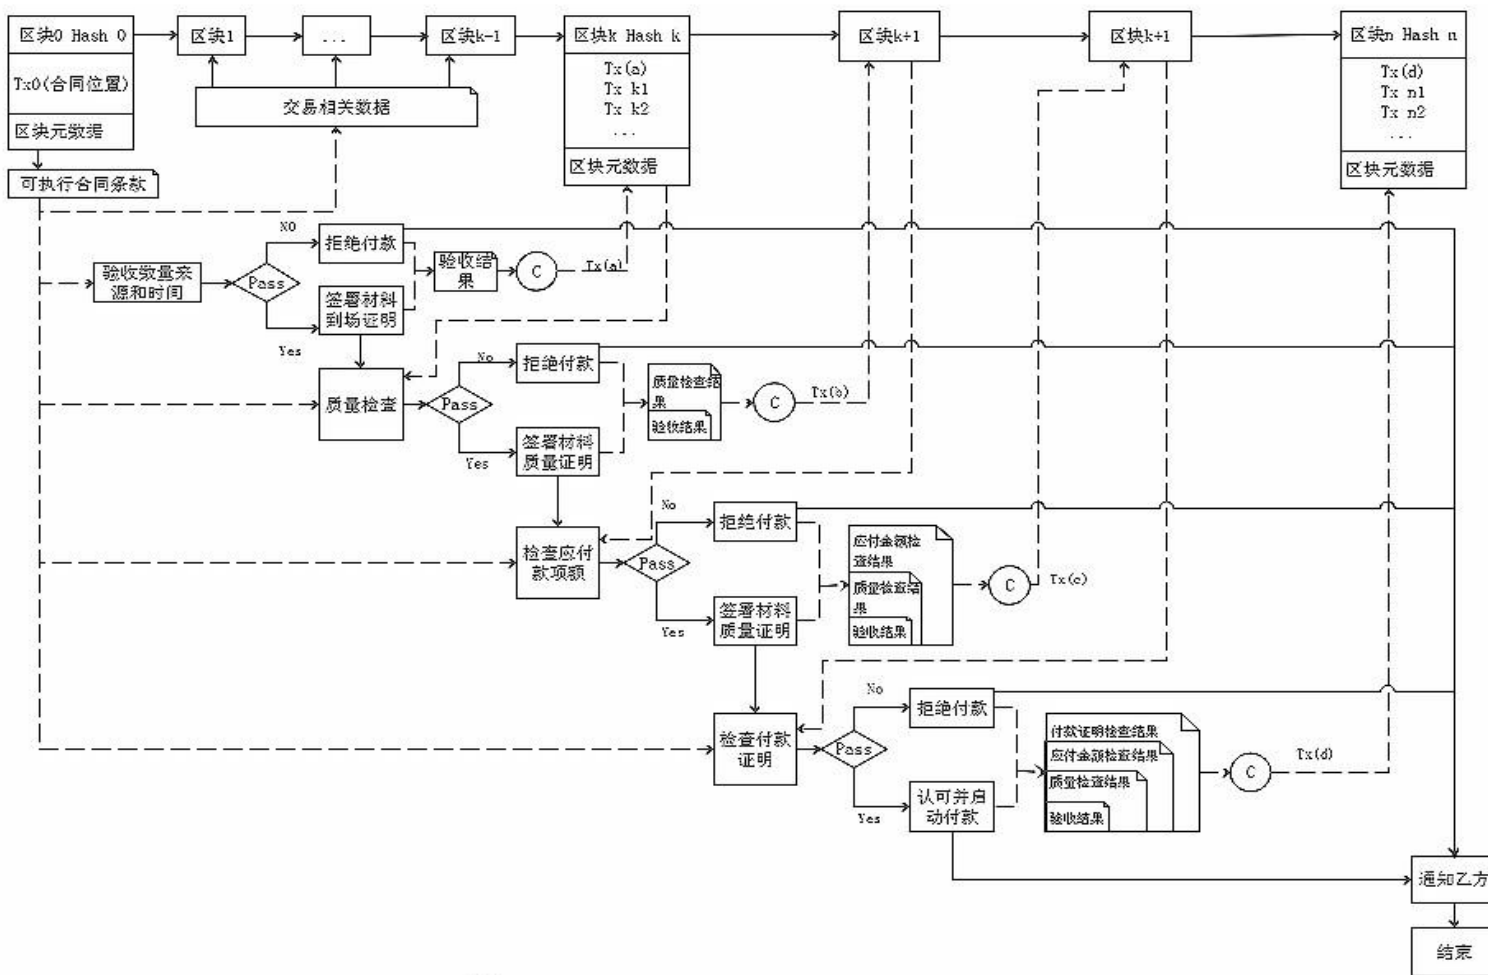 区块0 Hash 0
区块1
...
区块k-1
区块k Hash k
区块k+1
区块k+1
区块n Hash n
Tx0(合同位置)
区块元数据
交易相关数据
Tx(a)
Tx k1
Tx k2
...
区块元数据
Tx(d)
Tx n1
Tx n2
...
区块元数据
可执行合同条款
验收数量来
源和时间
Pass
NO
拒绝付款
Yes
签署材料
到场证明
验收结
果
C
Tx(a)
质量检查
Pass
No
拒绝付款
Yes
签署材料
质量证明
质量检查结
果
验收结果
C
Tx(b)
检查应付
款项额
Pass
No
拒绝付款
Yes
签署材料
质量证明
应付金额检
查结果
质量检查结
果
验收结果
C
Tx(c)
检查付款
证明
Pass
No
拒绝付款
Yes
认可并启
动付款
付款证明检查结果
应付金额检查结果
质量检查结果
验收结果
C
Tx(d)
通知乙方
结束